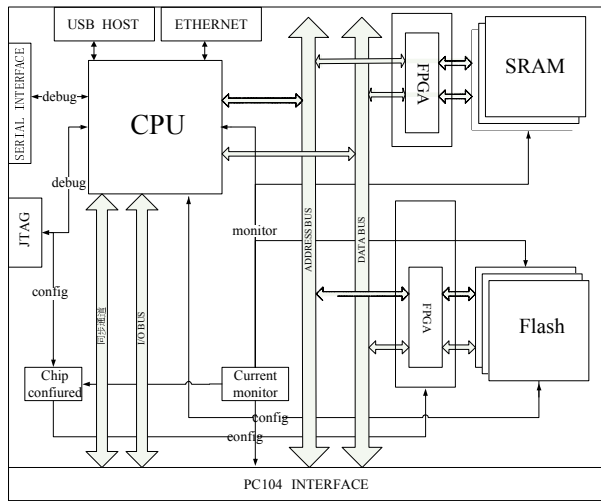 USB HOST
ETHERNET
SERIAL INTERFACE
debug
CPU
FPGA
SRAM
debug
JTAG
monitor
ADDRESS BUS
DATA BUS
config
同步通道
I/O BUS
FPGA
Flash
Chip
confiured
Current
monitor
config
config
PC104 INTERFACE